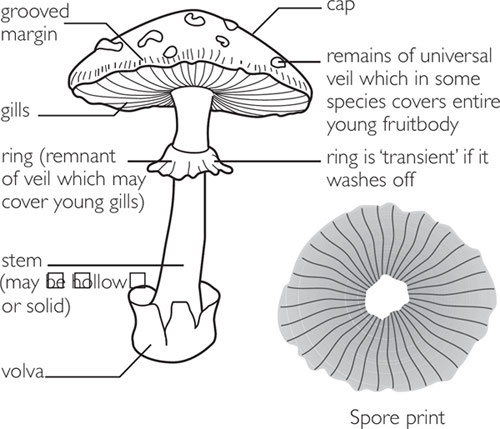 grooved
margin
cap
remains of universal
veil which in some
species covers entire
young fruitbody
gills
ring (remnant
of veil which may
cover young gills)
ring is ‘transient’ if it
washes off
stem
(may be hollow
or solid)
volva
Spore print